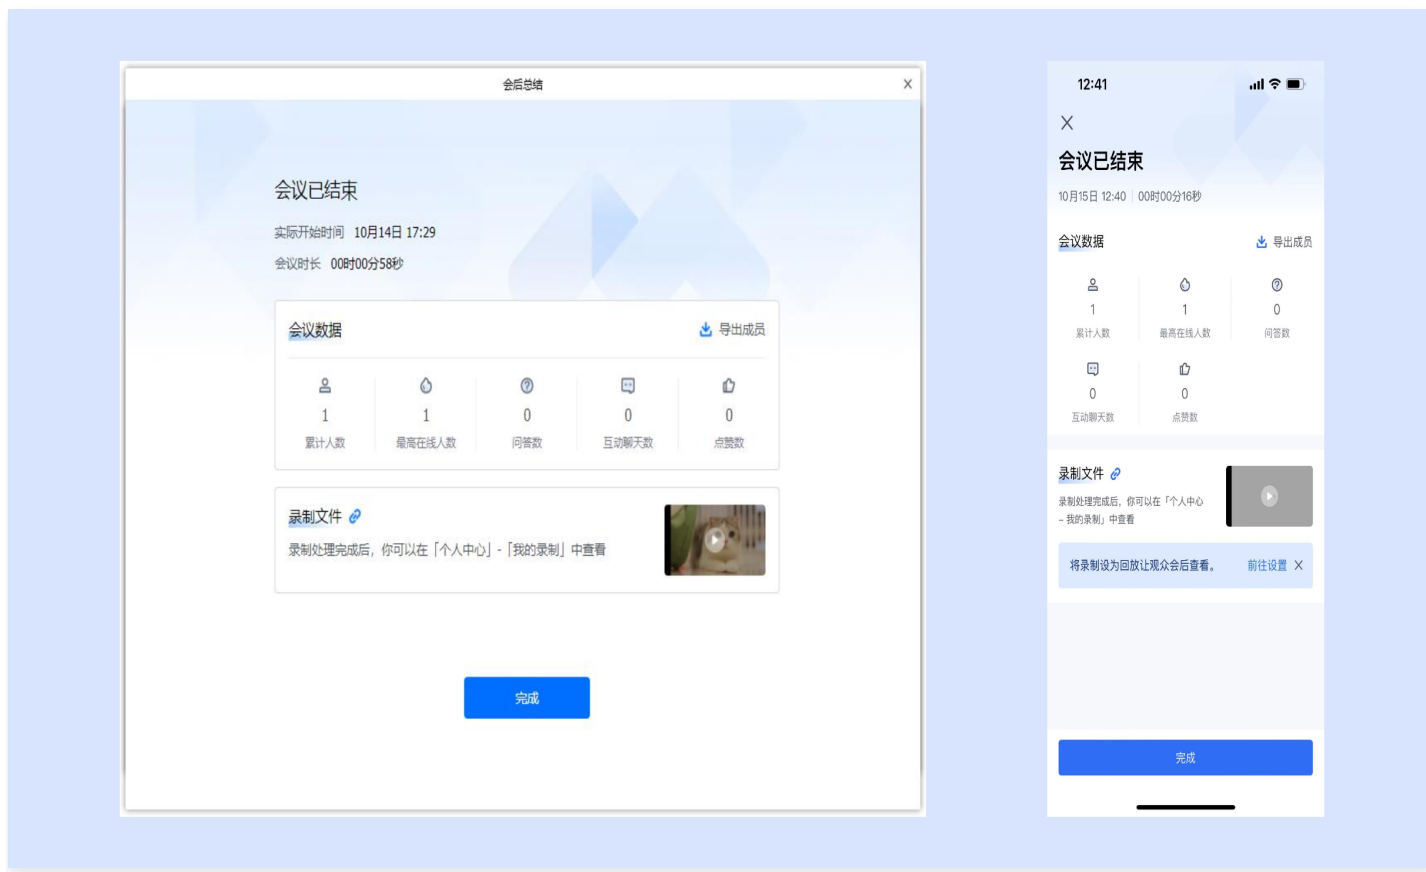 会后总结
会议已结束
实际开始时间 10月14日 17:29
会议时长 00时00分58秒
会议数据 导出成员
1 1 0 0 0
累计人数 最高在线人数 问答数 互动聊天数 点赞数
录制文件
录制处理完成后，你可以在「个人中心」-「我的录制」中查看
完成
12:41
会议已结束
10月15日 12:40 00时00分16秒
会议数据 导出成员
1 1 0
累计人数 最高在线人数 问答数
0 0
互动聊天数 点赞数
录制文件
录制处理完成后，你可以在「个人中心
- 我的录制」中查看
将录制设为回放让观众会后查看。 前往设置
完成